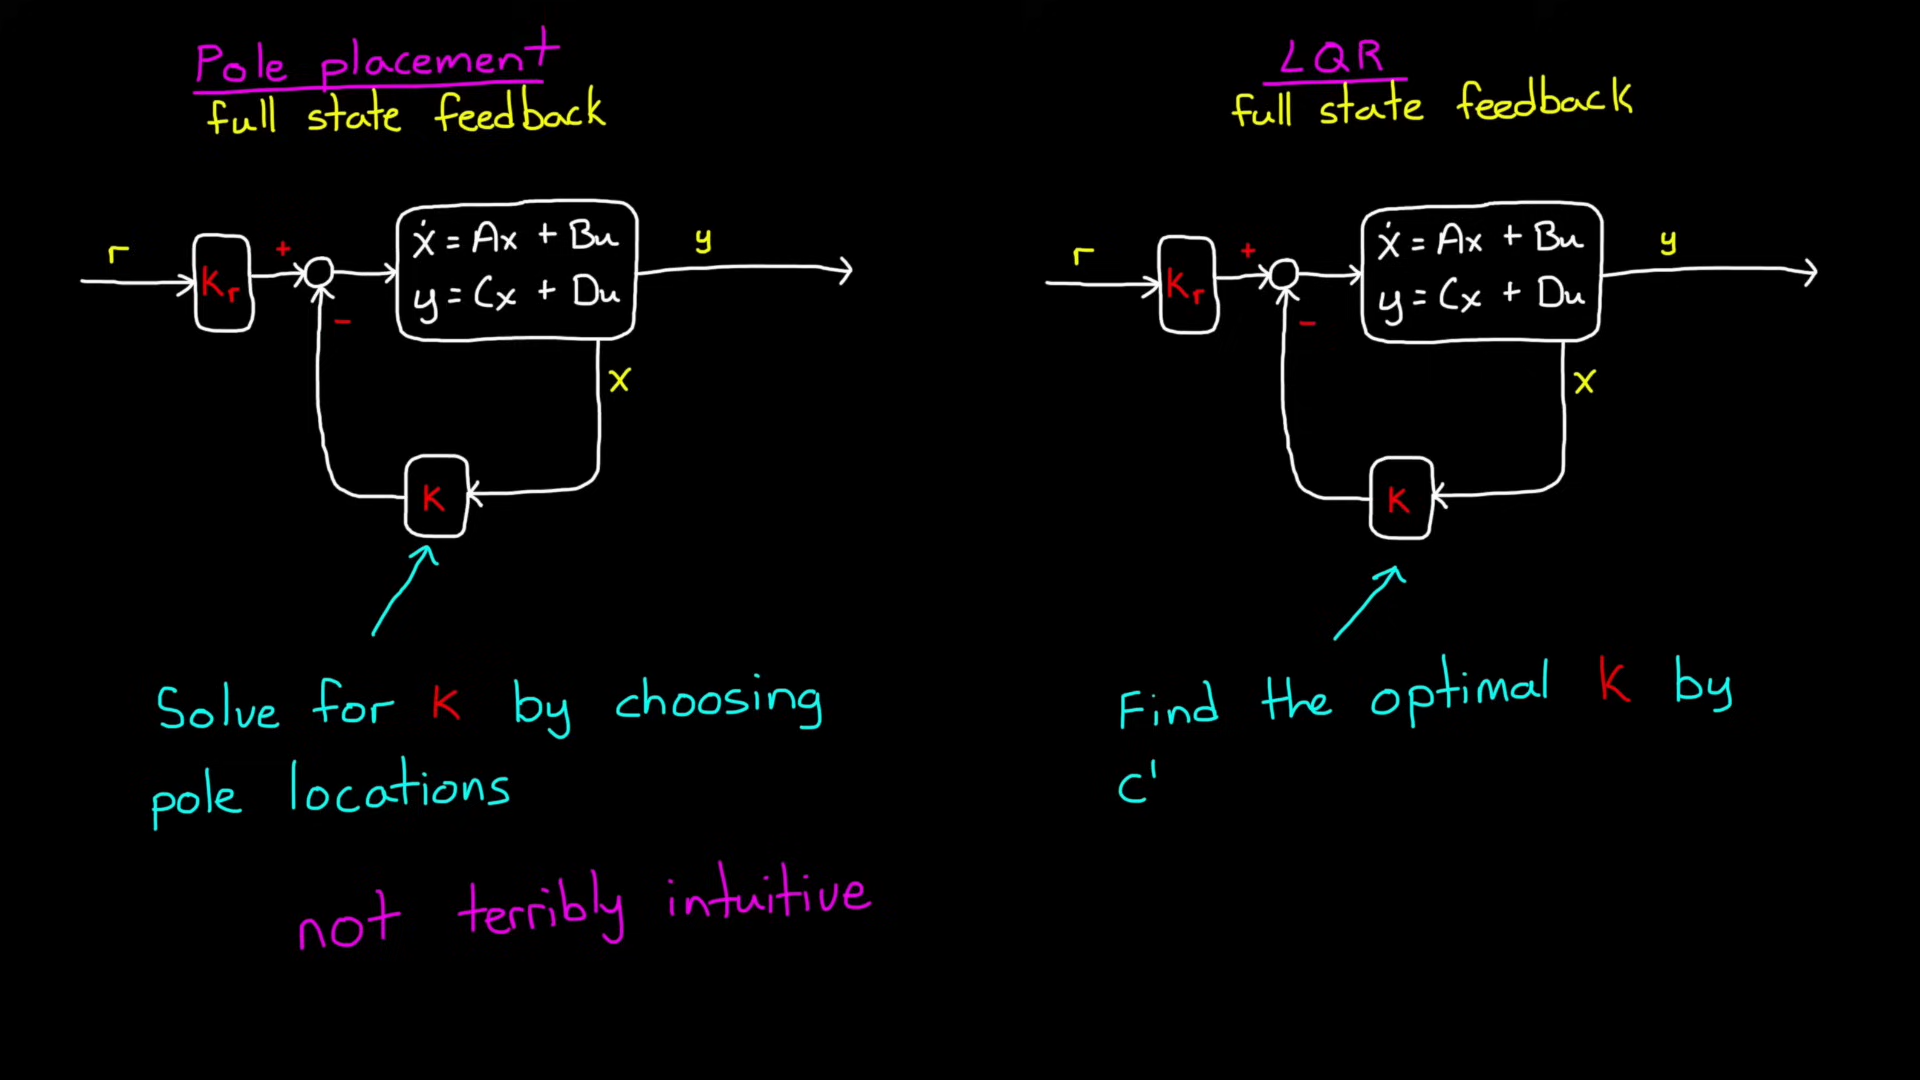 Pole placement
full state feedback
r
Kr
+
-
ẋ = Ax + Bu
y = Cx + Du
y
x
K
Solve for K by choosing
pole locations
not terribly intuitive
LQR
full state feedback
r
Kr
+
-
ẋ = Ax + Bu
y = Cx + Du
y
x
K
Find the optimal K by
c'